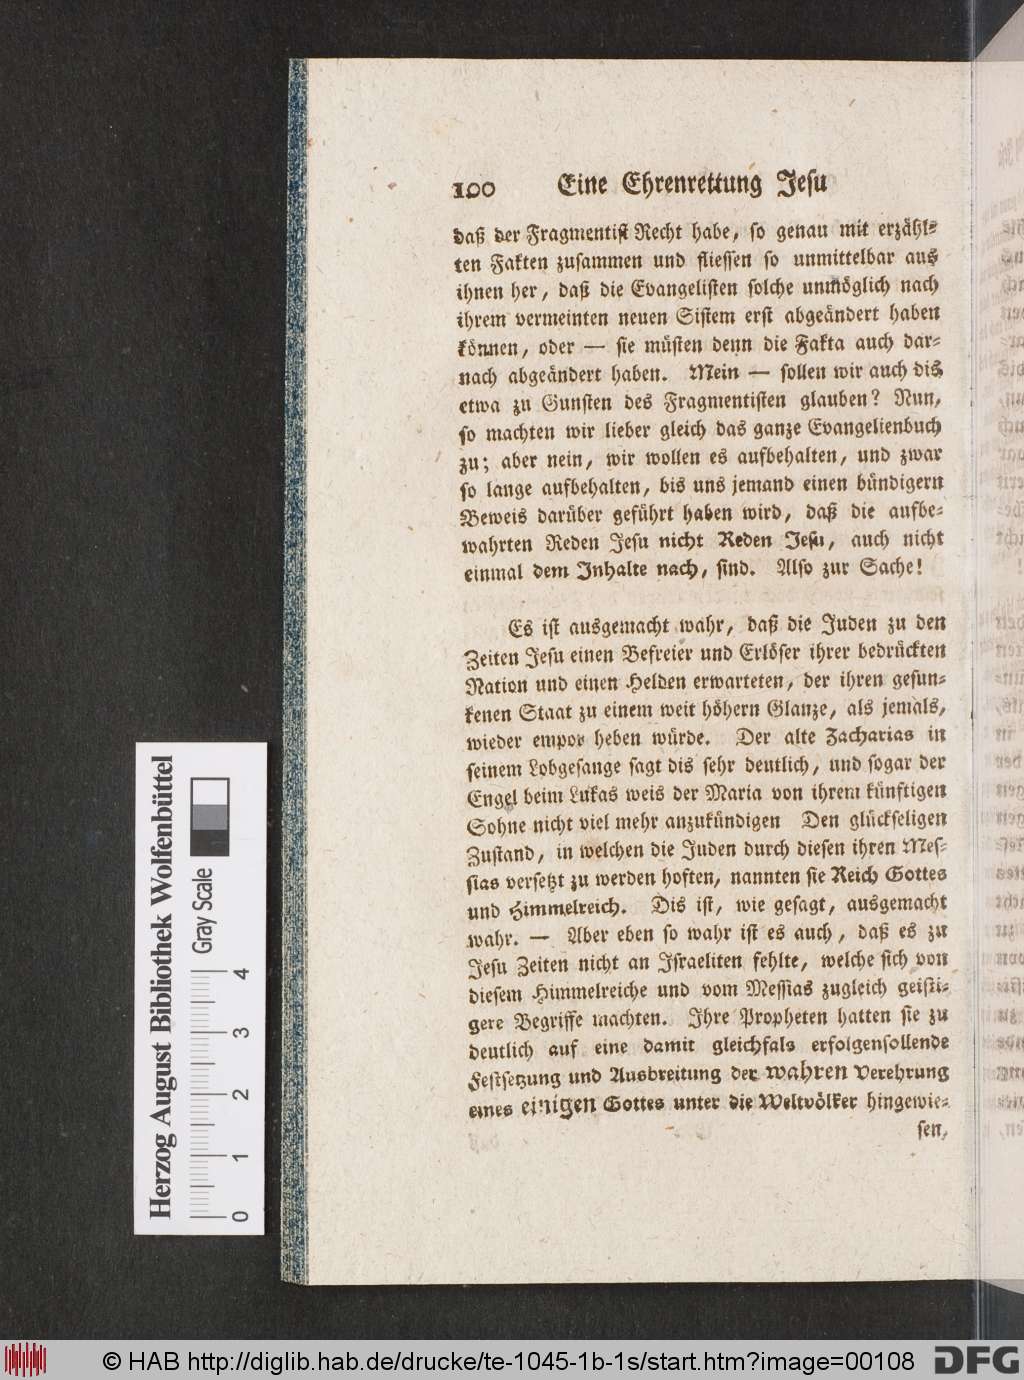 100 Eine Ehrenrettung Jesu
daß der Fragmentist Recht habe, so genau mit erzähl-
ten Fakten zusammen und fliessen so unmittelbar aus
ihnen her, daß die Evangelisten solche unmöglich nach
ihrem vermeinten neuen Sistem erst abgeändert haben
können, oder — sie müsten denn die Fakta auch dar-
nach abgeändert haben. Mein — sollen wir auch dis
etwa zu Gunsten des Fragmentisten glauben? Nun,
so machten wir lieber gleich das ganze Evangelienbuch
zu; aber nein, wir wollen es aufbehalten, und zwar
so lange aufbehalten, bis uns jemand einen bündigern
Beweis darüber geführt haben wird, daß die aufbe-
wahrten Reden Jesu nicht Reden Jesu, auch nicht
einmal dem Inhalte nach, sind. Also zur Sache!
Es ist ausgemacht wahr, daß die Juden zu den
Zeiten Jesu einen Befreier und Erlöser ihrer bedrückten
Nation und einen Helden erwarteten, der ihren gesun-
kenen Staat zu einem weit höhern Glanze, als jemals,
wieder empor heben würde. Der alte Zacharias in
seinem Lobgesange sagt dis sehr deutlich, und sogar der
Engel beim Lukas weis der Maria von ihrem künftigen
Sohne nicht viel mehr anzukündigen Den glückseligen
Zustand, in welchen die Juden durch diesen ihren Mes-
sias versetzt zu werden hoften, nannten sie Reich Gottes
und Himmelreich. Dis ist, wie gesagt, ausgemacht
wahr. — Aber eben so wahr ist es auch, daß es zu
Jesu Zeiten nicht an Israeliten fehlte, welche sich von
diesem Himmelreiche und vom Messias zugleich geisti-
gere Begriffe machten. Ihre Propheten hatten sie zu
deutlich auf eine damit gleichfals erfolgensollende
Festsetzung und Ausbreitung der wahren Verehrung
eines einigen Gottes unter die Weltvölker hingewie-
sen,
Herzog August Bibliothek Wolfenbüttel
Gray Scale
0 1 2 3 4
© HAB http://diglib.hab.de/drucke/te-1045-1b-1s/start.htm?image=00108
DFG